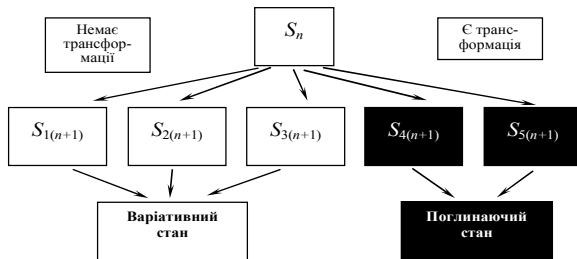 Немає
трансфор-
мації
S_n
Є транс-
формація
S_1(n+1)
S_2(n+1)
S_3(n+1)
S_4(n+1)
S_5(n+1)
Варіативний
стан
Поглинаючий
стан